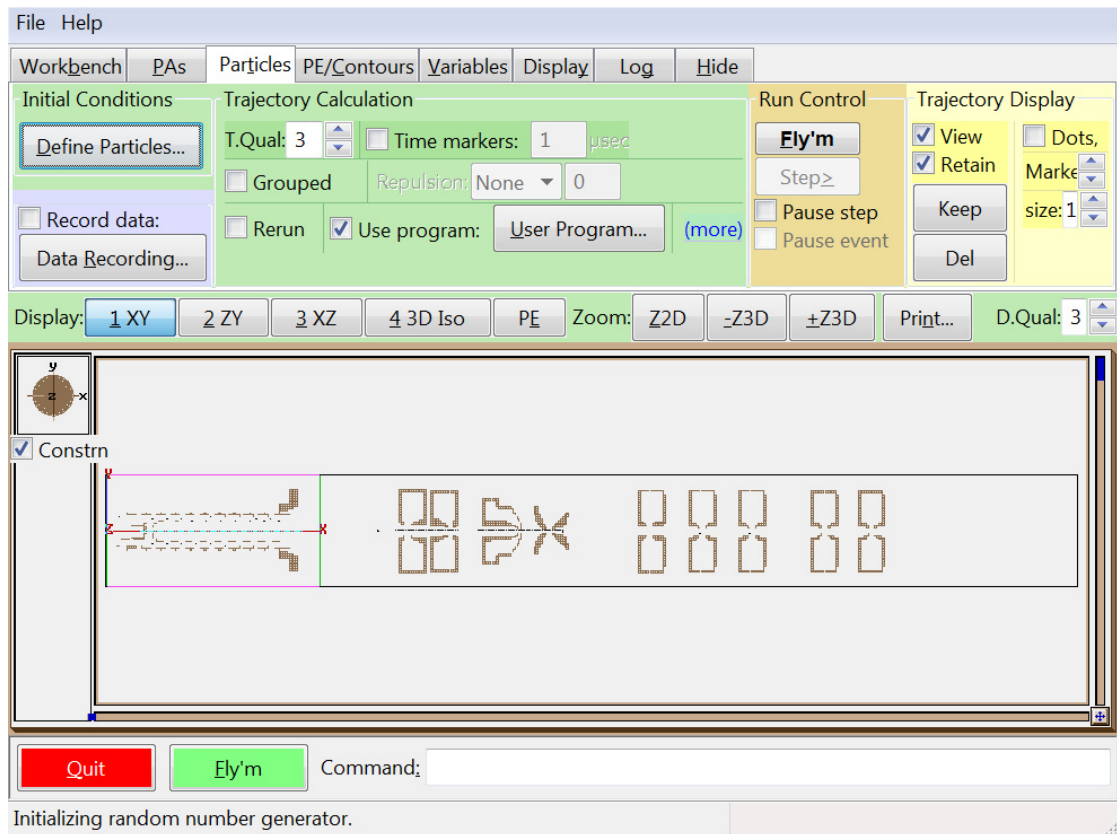 File Help
Workbench PAs Particles PE/Contours Variables Display Log Hide
Initial Conditions Trajectory Calculation Run Control Trajectory Display
Define Particles... T.Qual: 3 Time markers: 1 µsec Fly'm View Dots,
Grouped Repulsion: None 0 Step> Retain Marke
Record data: Rerun Use program: User Program... (more) Pause step Keep size: 1
Data Recording... Pause event Del
Display: 1 XY 2 ZY 3 XZ 4 3D Iso PE Zoom: Z2D -Z3D +Z3D Print... D.Qual: 3
y
z x
Constrn
y
z x
Quit Fly'm Command:
Initializing random number generator.